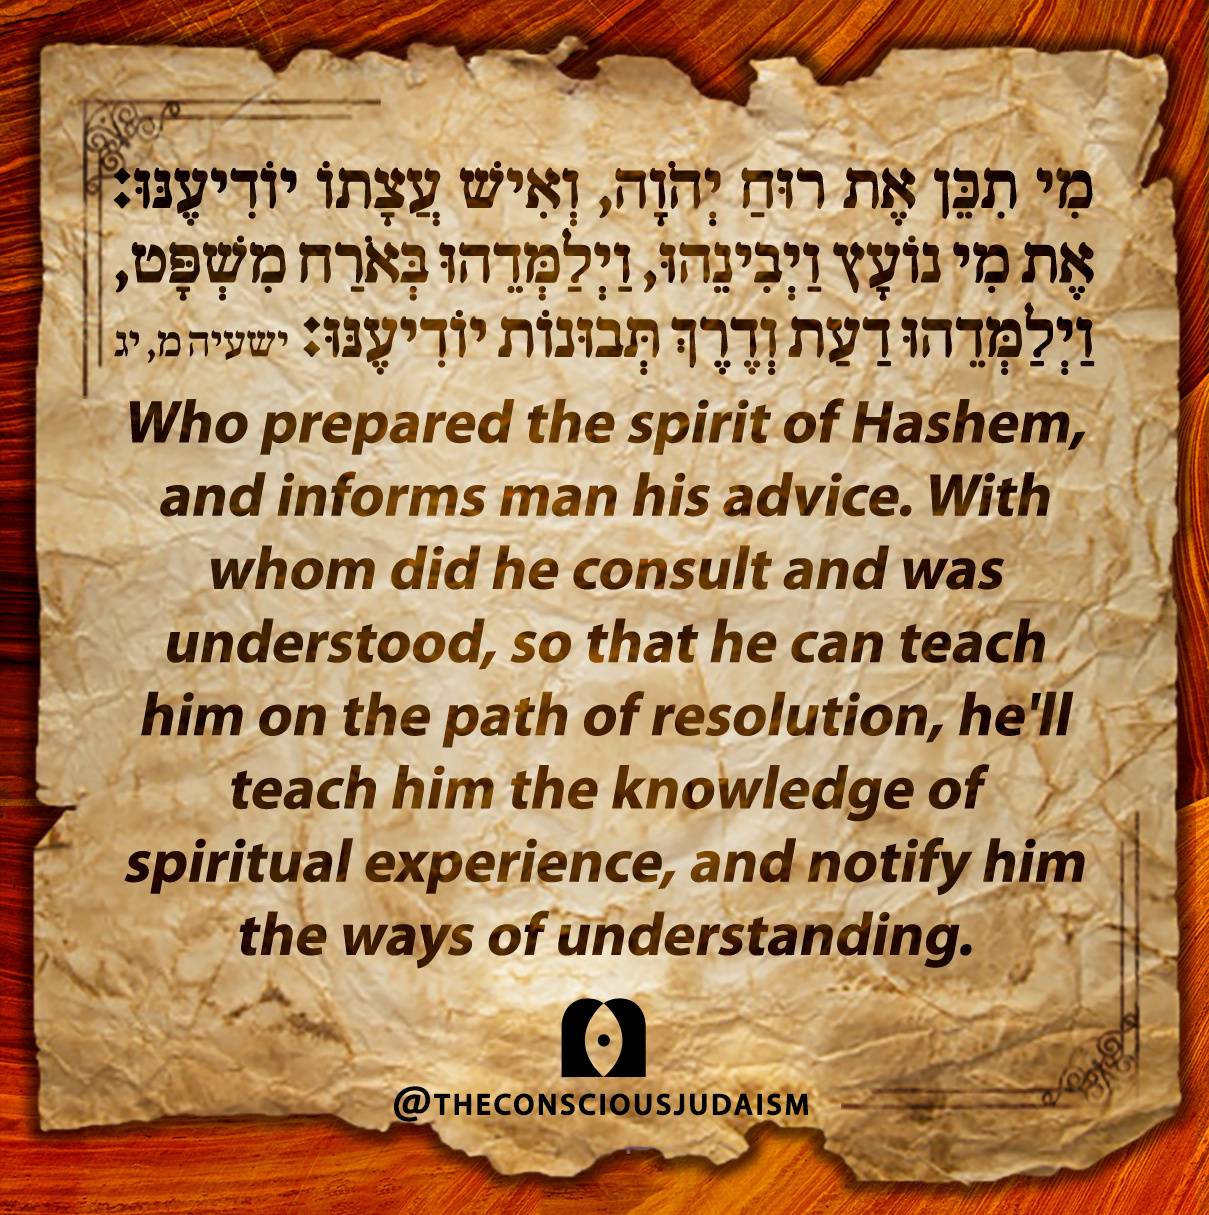 מִי תִכֵּן אֶת רוּחַ יְהֹוָה, וְאִישׁ עֲצָתוֹ יוֹדִיעֶנּוּ:
אֶת מִי נוֹעָץ וַיְבִינֵהוּ, וַיְלַמְּדֵהוּ בְּאֹרַח מִשְׁפָּט,
וַיְלַמְּדֵהוּ דַעַת וְדֶרֶךְ תְּבוּנוֹת יוֹדִיעֶנּוּ: ישעיה מ, יג
Who prepared the spirit of Hashem,
and informs man his advice. With
whom did he consult and was
understood, so that he can teach
him on the path of resolution, he'll
teach him the knowledge of
spiritual experience, and notify him
the ways of understanding.
@THECONSCIOUSJUDAISM